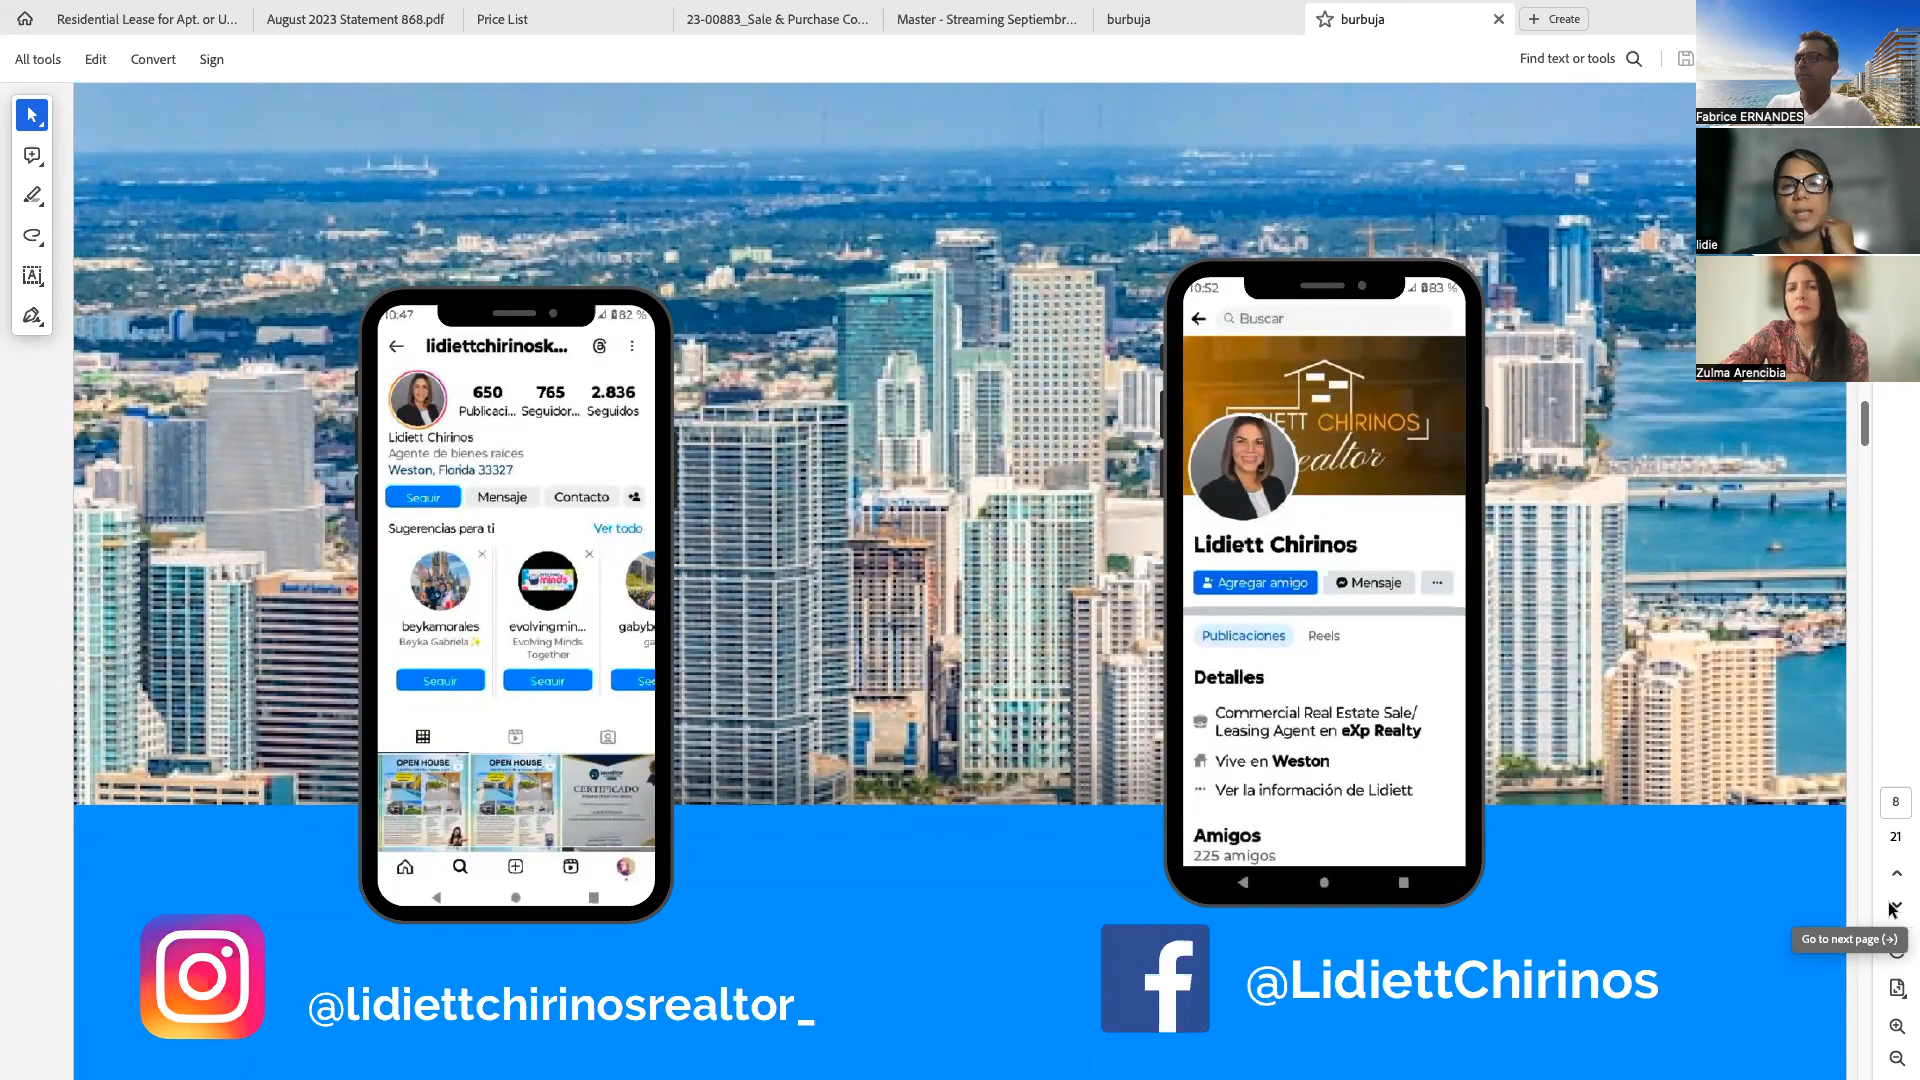 Residential Lease for Apt. or U...
August 2023 Statement 868.pdf
Price List
23-00883_Sale & Purchase Co...
Master - Streaming Septiembr...
burbuja
burbuja
Create
All tools
Edit
Convert
Sign
Find text or tools
Fabrice ERNANDES
lidie
Zulma Arencibia
10:47
82 %
lidiettchirinosk...
650
765
2.836
Publicaci...
Seguidor...
Seguidos
Lidiett Chirinos
Agente de bienes raices
Weston, Florida 33327
Seguir
Mensaje
Contacto
Sugerencias para ti
Ver todo
beykamorales
Beyka Gabriela✨
Seguir
evolvingmin...
Evolving Minds
Together
Seguir
OPEN HOUSE
OPEN HOUSE
CERTIFICADO
@lidiettchirinosrealtor_
10:52
83 %
Buscar
CHIRINOS
ealtor
Lidiett Chirinos
Agregar amigo
Mensaje
Publicaciones
Reels
Detalles
Commercial Real Estate Sale/
Leasing Agent en eXp Realty
Vive en Weston
Ver la información de Lidiett
Amigos
225 amigos
@LidiettChirinos
8
21
Go to next page (→)